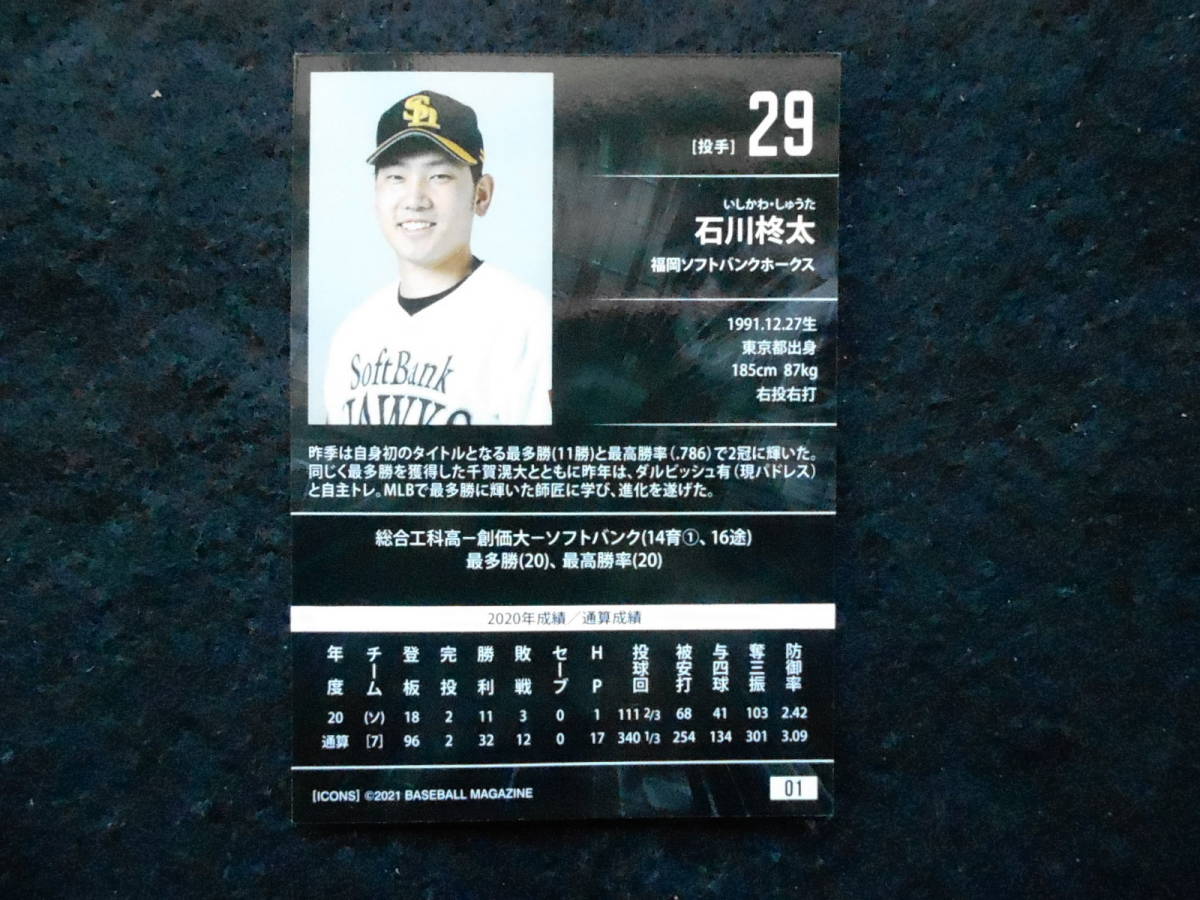 Sh
SoftBank
HAWKS
[投手] 29
いしかわ・しゅうた
石川柊太
福岡ソフトバンクホークス
1991.12.27生
東京都出身
185cm 87kg
右投右打
昨季は自身初のタイトルとなる最多勝(11勝)と最高勝率(.786)で2冠に輝いた。
同じく最多勝を獲得した千賀滉大とともに昨年は、ダルビッシュ有(現パドレス)
と自主トレ。MLBで最多勝に輝いた師匠に学び、進化を遂げた。
総合工科高ー創価大ーソフトバンク(14育①、16途)
最多勝(20)、最高勝率(20)
2020年成績/通算成績
年度 チーム 登板 完投 勝利 敗戦 セーブ HP 投球回 被安打 与四球 奪三振 防御率
20 (ソ) 18 2 11 3 0 1 111 2/3 68 41 103 2.42
通算 [7] 96 2 32 12 0 17 340 1/3 254 134 301 3.09
[ICONS] ©2021 BASEBALL MAGAZINE
01